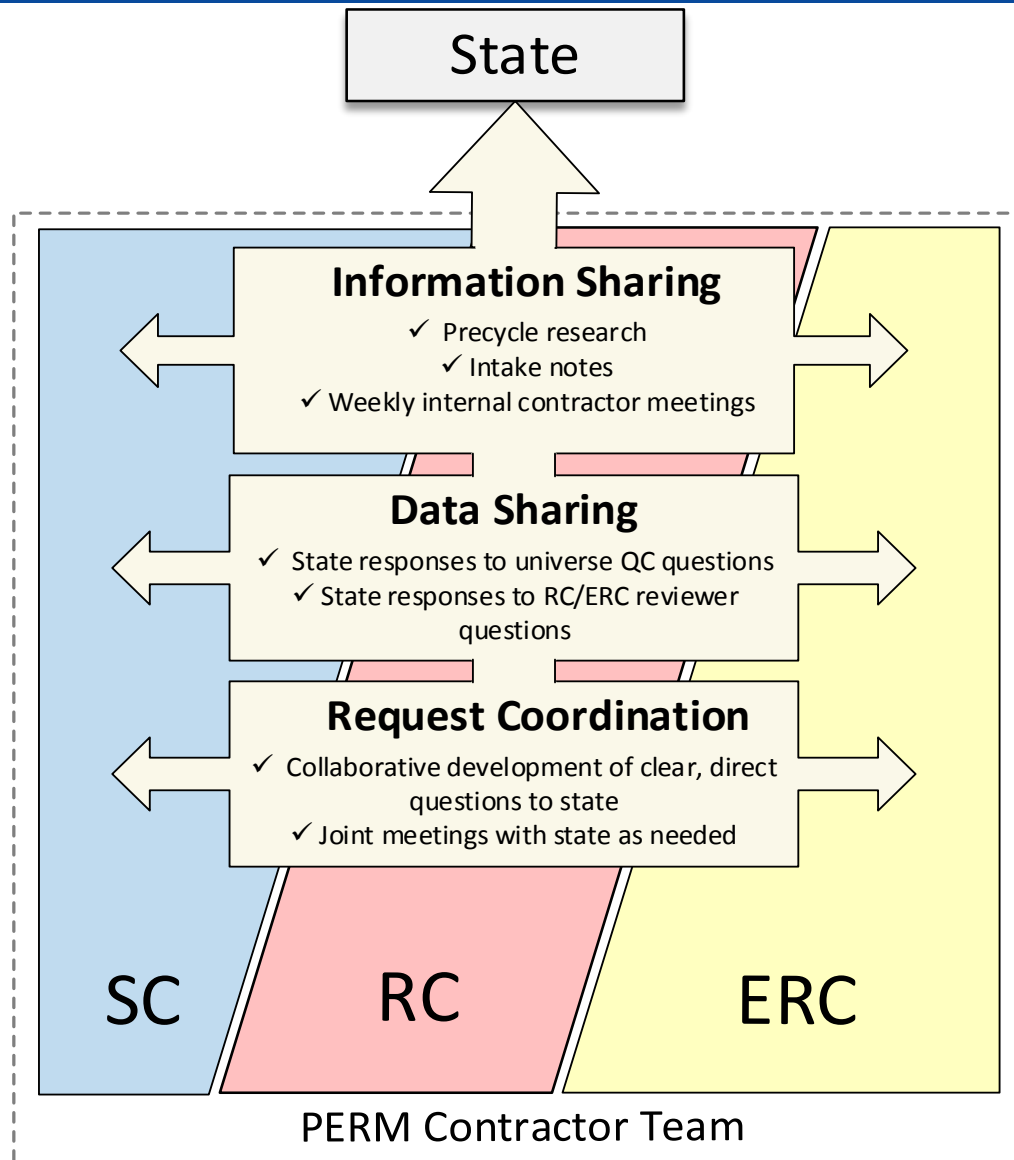 State
Information Sharing
✓ Precycle research
✓ Intake notes
✓ Weekly internal contractor meetings
Data Sharing
✓ State responses to universe QC questions
✓ State responses to RC/ERC reviewer
questions
Request Coordination
✓ Collaborative development of clear, direct
questions to state
✓ Joint meetings with state as needed
SC
RC
ERC
PERM Contractor Team